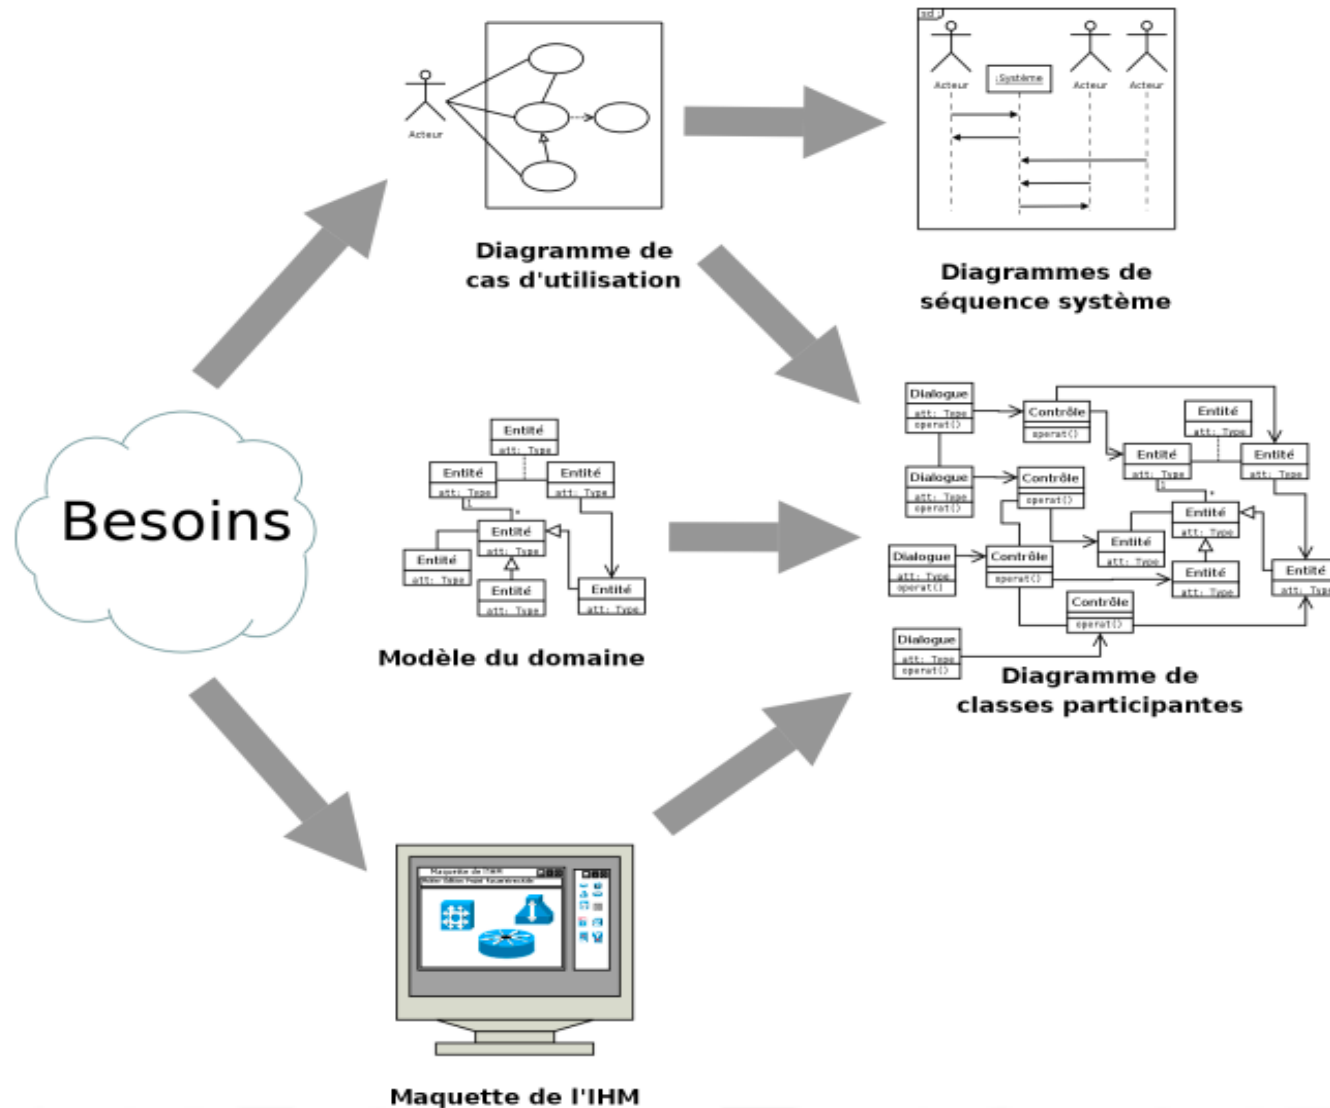 sd :
Acteur
:Système
Acteur
Acteur
Acteur
Diagramme de
cas d'utilisation
Diagrammes de
séquence système
Besoins
Entité
att: Type
Entité
att: Type
Entité
att: Type
1
*
Entité
att: Type
Entité
att: Type
Entité
att: Type
Entité
att: Type
Modèle du domaine
Dialogue
att: Type
operat()
Contrôle
operat()
Entité
Entité
att: Type
Entité
att: Type
Dialogue
att: Type
operat()
Contrôle
operat()
1
*
Entité
att: Type
Dialogue
att: Type
operat()
Contrôle
operat()
Entité
att: Type
Entité
att: Type
Entité
att: Type
Contrôle
operat()
Dialogue
att: Type
operat()
Diagramme de
classes participantes
Maquette de l'IHM
Maquette de l'IHM